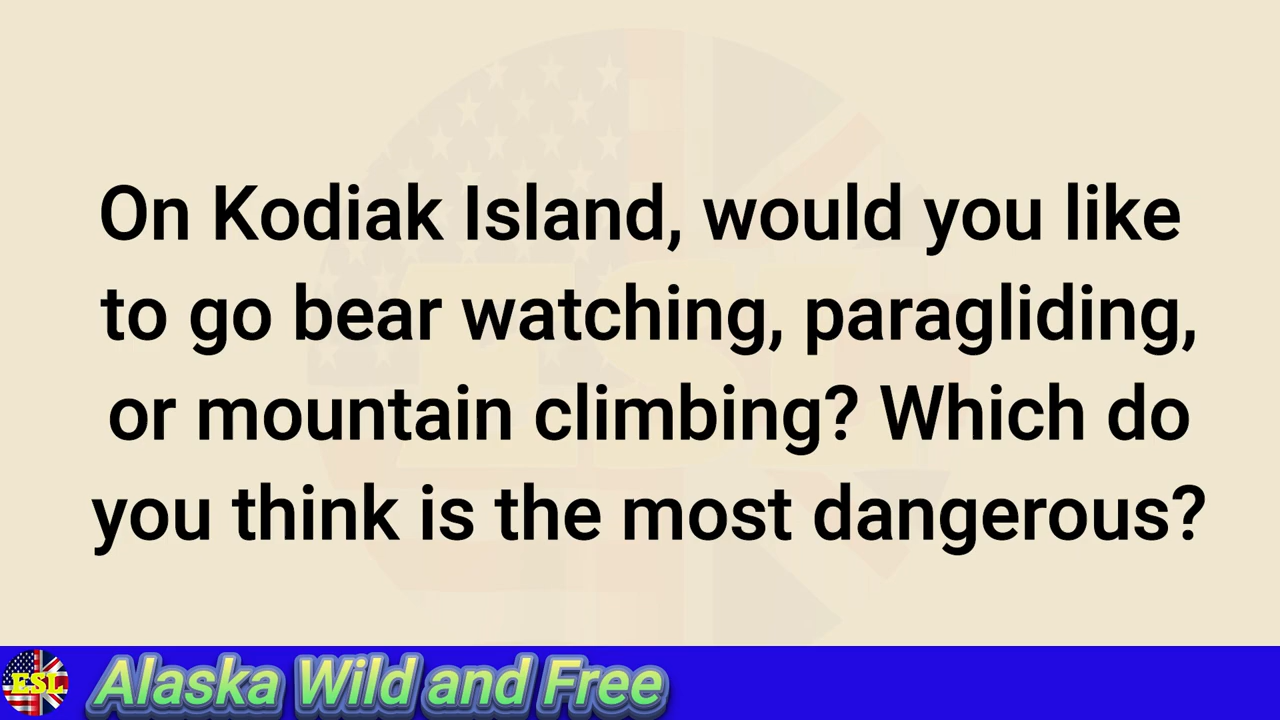 On Kodiak Island, would you like
to go bear watching, paragliding,
or mountain climbing? Which do
you think is the most dangerous?
ESL
Alaska Wild and Free